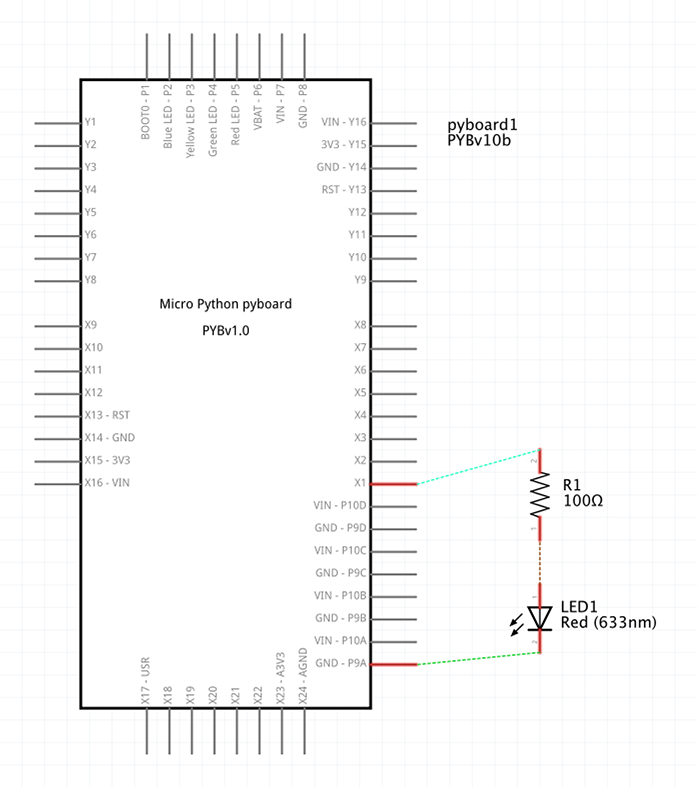 BOOT0 - P1
Blue LED - P2
Yellow LED - P3
Green LED - P4
Red LED - P5
VBAT - P6
VIN - P7
GND - P8
Y1
Y2
Y3
Y4
Y5
Y6
Y7
Y8
X9
X10
X11
X12
X13 - RST
X14 - GND
X15 - 3V3
X16 - VIN
Micro Python pyboard
PYBv1.0
VIN - Y16
3V3 - Y15
GND - Y14
RST - Y13
Y12
Y11
Y10
Y9
X8
X7
X6
X5
X4
X3
X2
X1
VIN - P10D
GND - P9D
VIN - P10C
GND - P9C
VIN - P10B
GND - P9B
VIN - P10A
GND - P9A
X17 - USR
X18
X19
X20
X21
X22
X23 - A3V3
X24 - AGND
pyboard1
PYBv10b
2
R1
100Ω
1
1
LED1
Red (633nm)
2